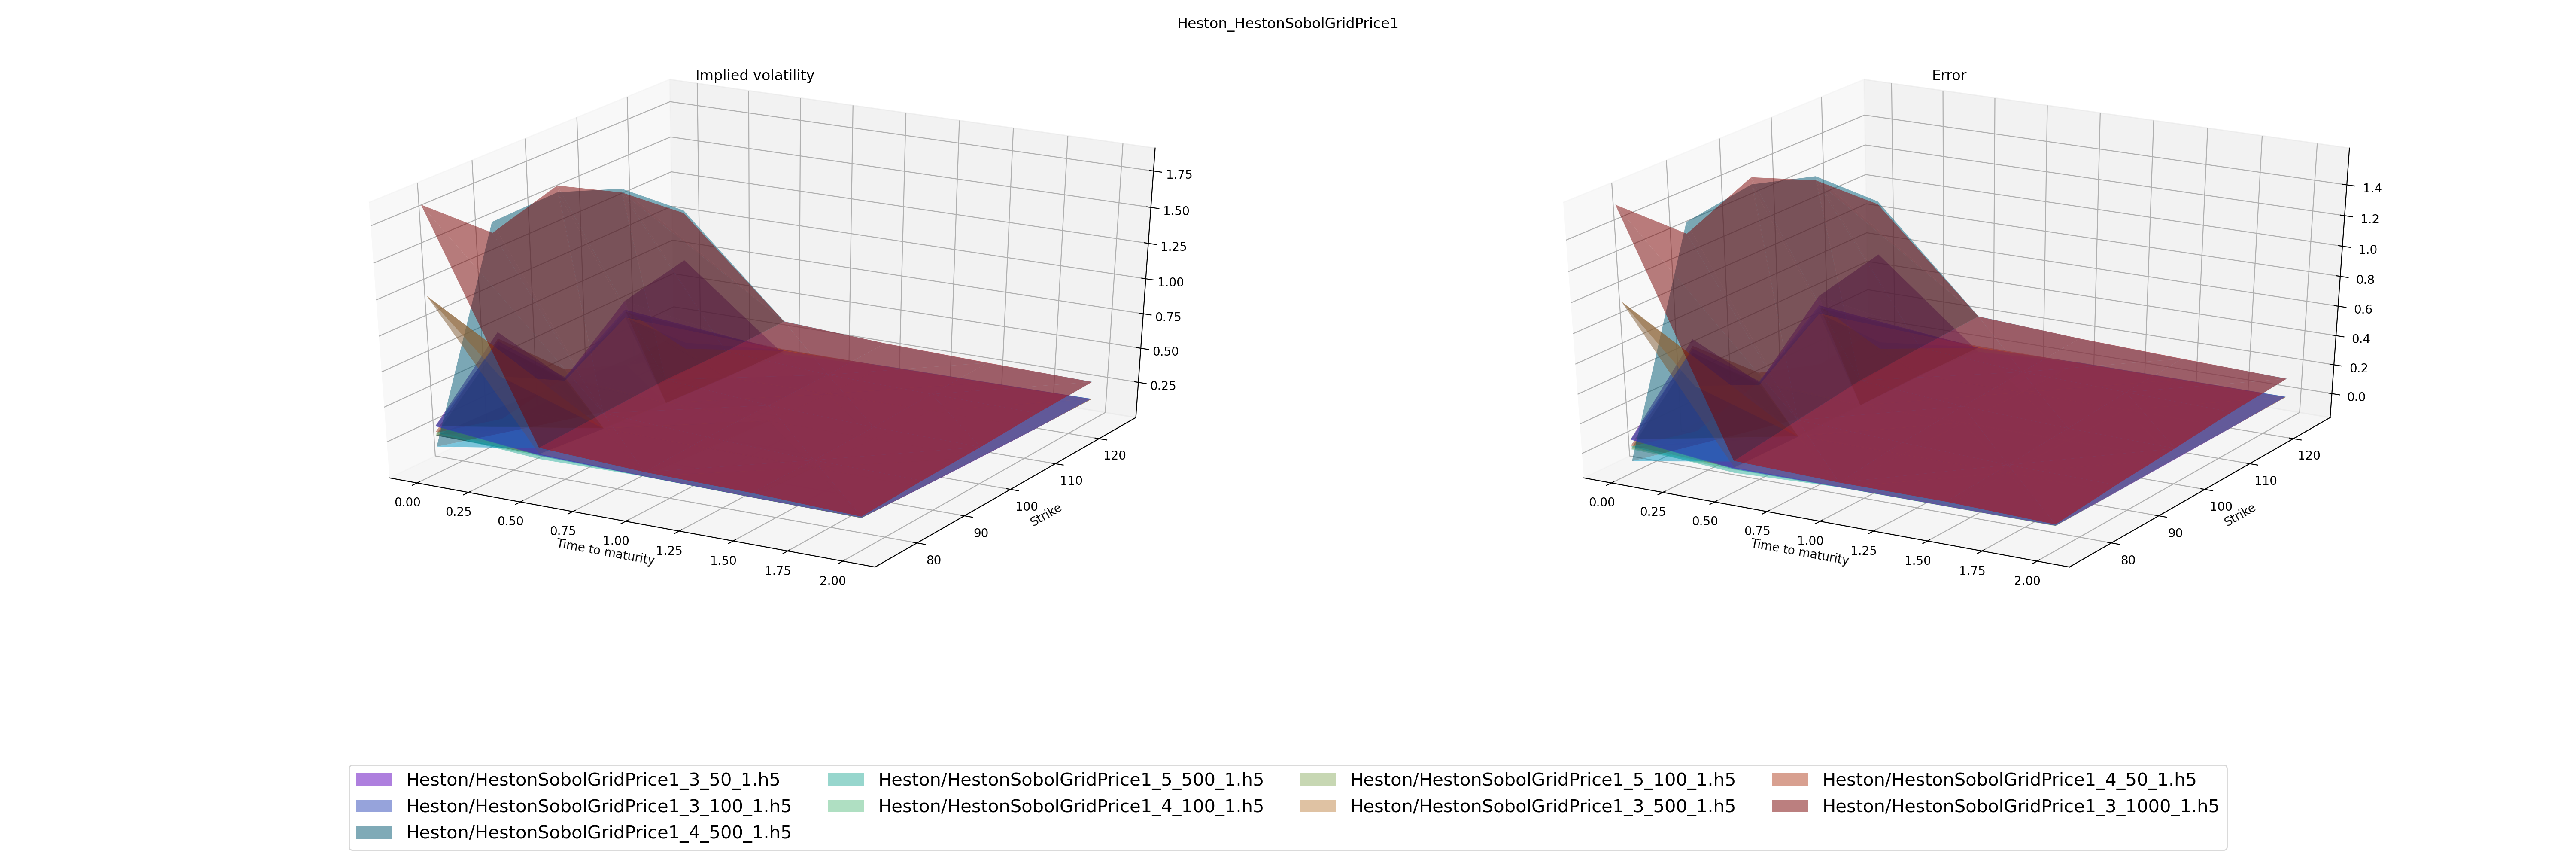 Heston_HestonSobolGridPrice1
Implied volatility
1.75
1.50
1.25
1.00
0.75
0.50
0.25
0.00
0.25
0.50
0.75
1.00
1.25
1.50
1.75
2.00
Time to maturity
80
90
100
110
120
Strike
Error
1.4
1.2
1.0
0.8
0.6
0.4
0.2
0.0
0.00
0.25
0.50
0.75
1.00
1.25
1.50
1.75
2.00
Time to maturity
80
90
100
110
120
Strike
Heston/HestonSobolGridPrice1_3_50_1.h5
Heston/HestonSobolGridPrice1_3_100_1.h5
Heston/HestonSobolGridPrice1_4_500_1.h5
Heston/HestonSobolGridPrice1_5_500_1.h5
Heston/HestonSobolGridPrice1_4_100_1.h5
Heston/HestonSobolGridPrice1_5_100_1.h5
Heston/HestonSobolGridPrice1_3_500_1.h5
Heston/HestonSobolGridPrice1_4_50_1.h5
Heston/HestonSobolGridPrice1_3_1000_1.h5